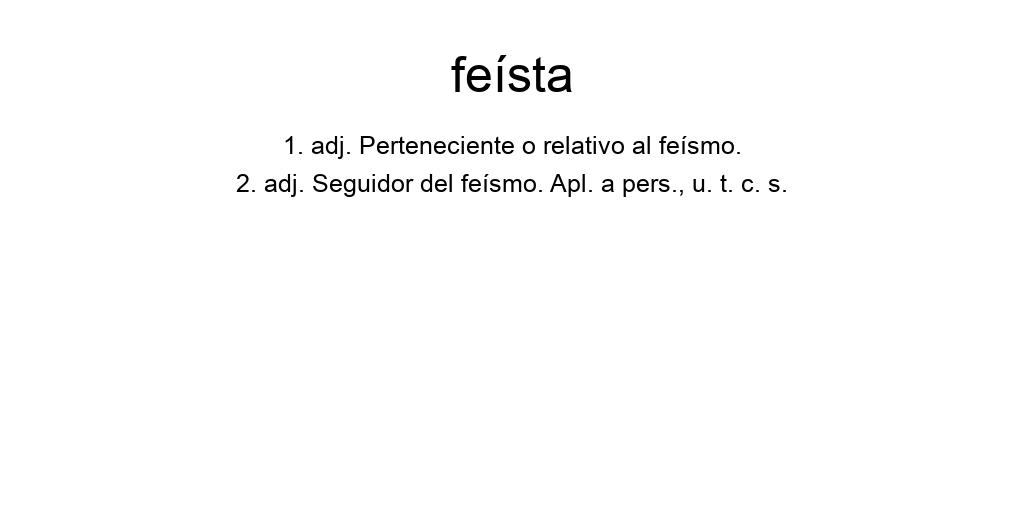 feísta
1. adj. Perteneciente o relativo al feísmo.
2. adj. Seguidor del feísmo. Apl. a pers., u. t. c. s.